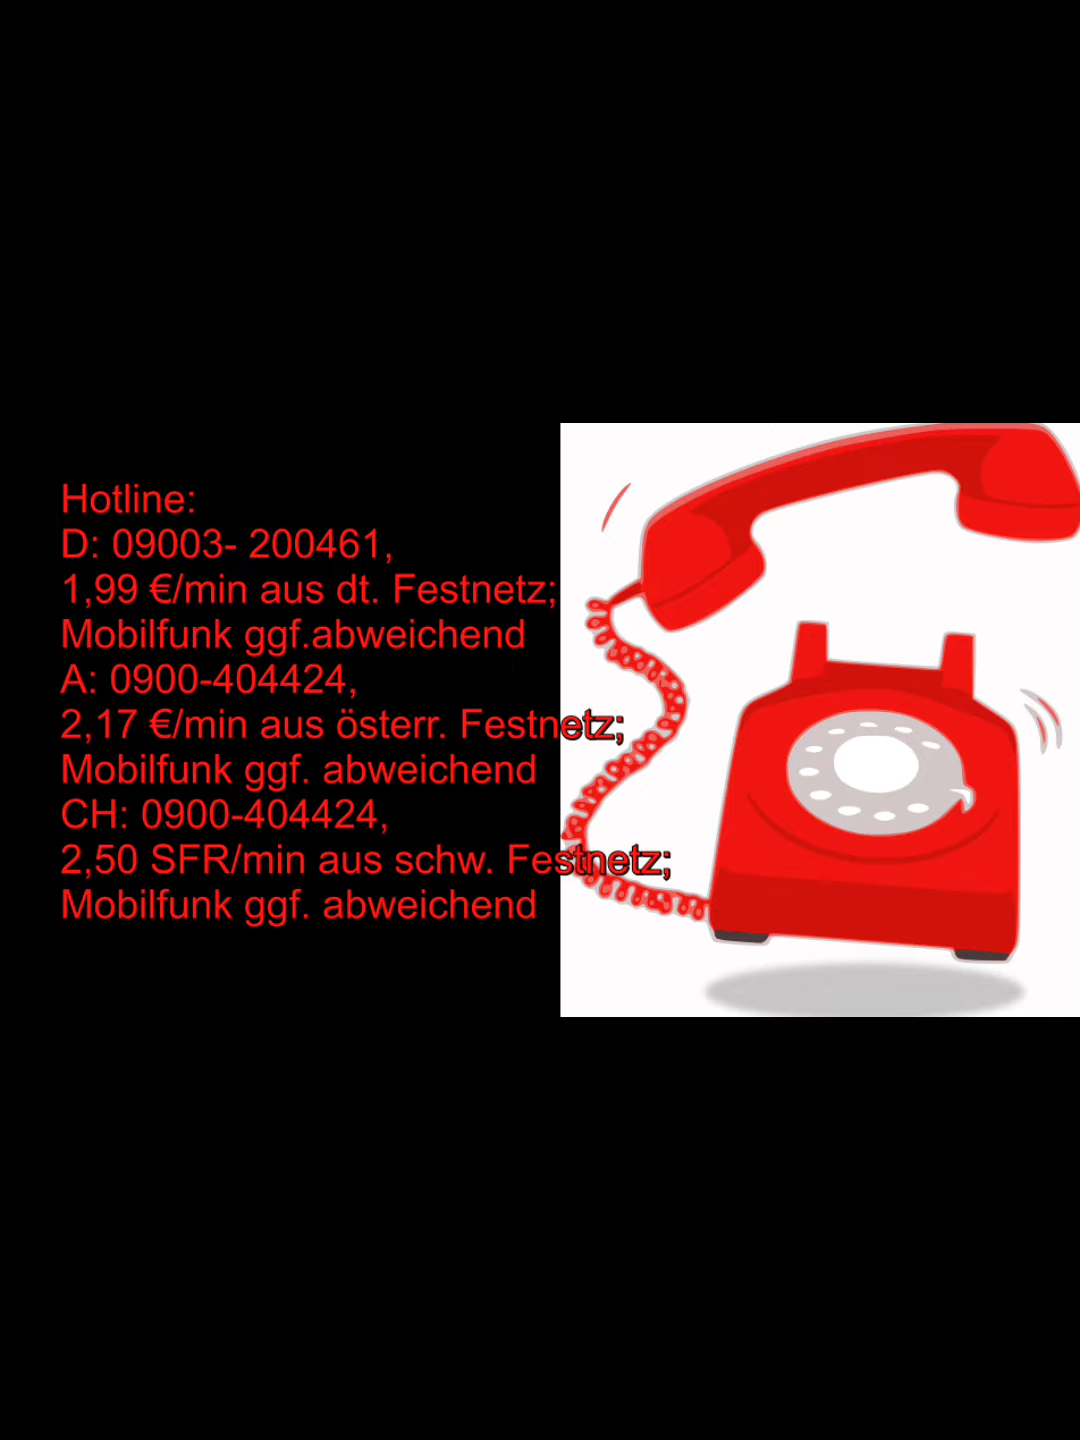 Hotline:
D: 09003- 200461,
1,99 €/min aus dt. Festnetz;
Mobilfunk ggf.abweichend
A: 0900-404424,
2,17 €/min aus österr. Festnetz;
Mobilfunk ggf. abweichend
CH: 0900-404424,
2,50 SFR/min aus schw. Festnetz;
Mobilfunk ggf. abweichend